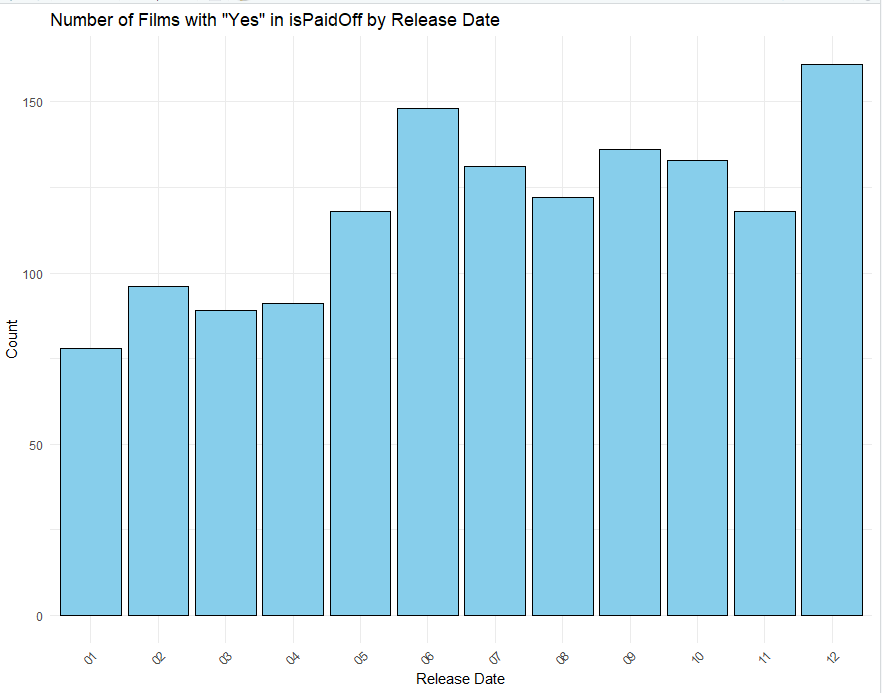 Number of Films with "Yes" in isPaidOff by Release Date
150
100
50
0
Count
01 02 03 04 05 06 07 08 09 10 11 12
Release Date